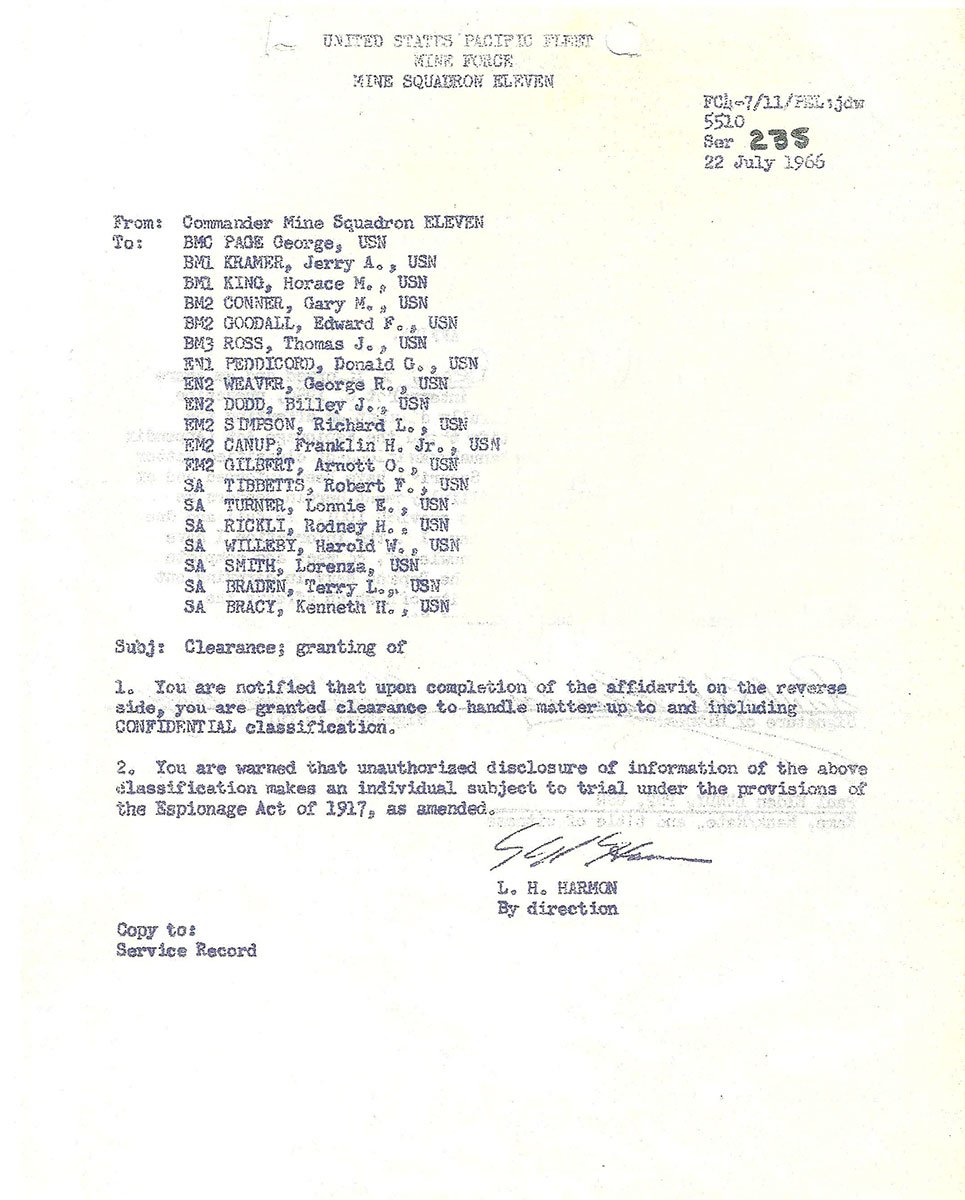 UNITED STATES PACIFIC FLEET
MINE FORCE
MINE SQUADRON ELEVEN
FC4-7/11/PEL:jdw
5510
Ser 235
22 July 1966
From: Commander Mine Squadron ELEVEN
To: BMC PAGE George, USN
BM1 KRAMER, Jerry A., USN
BM1 KING, Horace M., USN
BM2 CONNER, Gary M., USN
BM2 GOODALL, Edward F., USN
BM3 ROSS, Thomas J., USN
EN1 PEDDICORD, Donald G., USN
EN2 WEAVER, George R., USN
EN2 DODD, Billey J., USN
EM2 SIMPSON, Richard L., USN
EM2 CANUP, Franklin H. Jr., USN
EM2 GILBERT, Arnott O., USN
SA TIBBETTS, Robert F., USN
SA TURNER, Lonnie E., USN
SA RICKLI, Rodney H., USN
SA WILLEBY, Harold W., USN
SA SMITH, Lorenza, USN
SA BRADEN, Terry L., USN
SA BRACY, Kenneth H., USN
Subj: Clearance; granting of
1. You are notified that upon completion of the affidavit on the reverse
side, you are granted clearance to handle matter up to and including
CONFIDENTIAL classification.
2. You are warned that unauthorized disclosure of information of the above
classification makes an individual subject to trial under the provisions of
the Espionage Act of 1917, as amended.
L. H. HARMON
By direction
Copy to:
Service Record